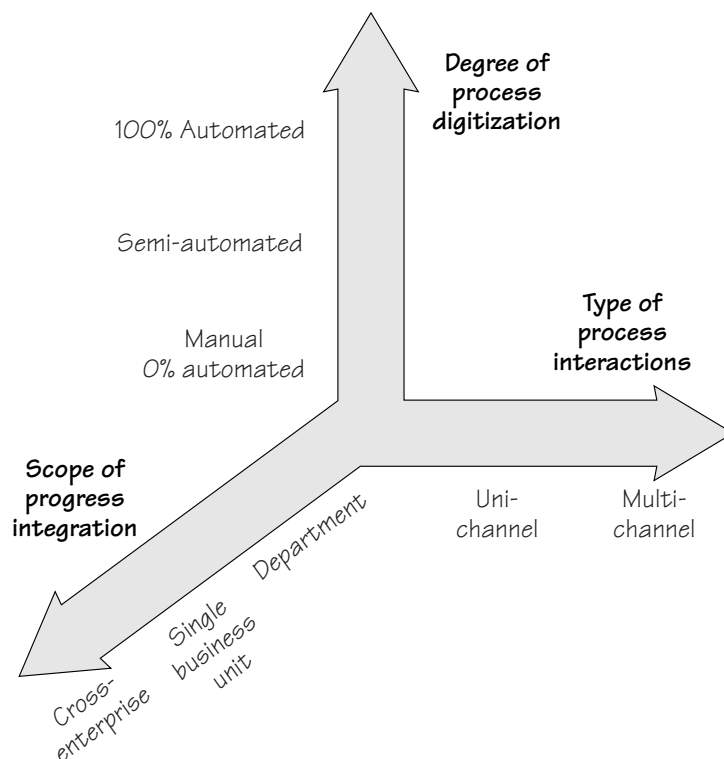 Degree of
process
digitization
100% Automated
Semi-automated
Manual
0% automated
Type of
process
interactions
Uni-
channel
Multi-
channel
Scope of
progress
integration
Department
Single
business
unit
Cross-
enterprise